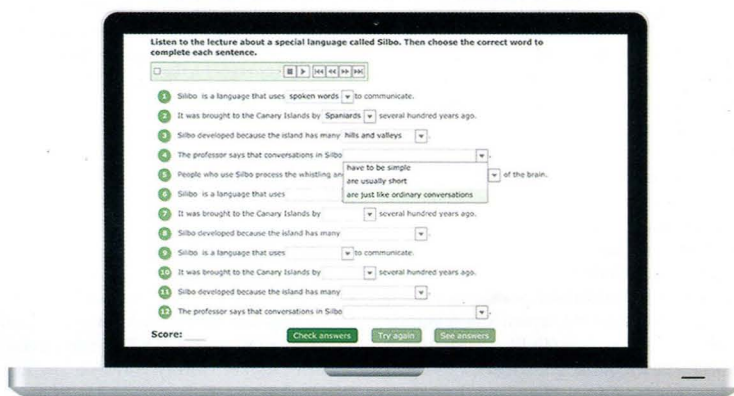 Listen to the lecture about a special language called Silbo. Then choose the correct word to
complete each sentence.
1 Silibo is a language that uses spoken words to communicate.
2 It was brought to the Canary Islands by Spaniards several hundred years ago.
3 Silbo developed because the island has many hills and valleys .
4 The professor says that conversations in Silbo .
have to be simple
are usually short
are just like ordinary conversations
5 People who use Silbo process the whistling an of the brain.
6 Silibo is a language that uses
7 It was brought to the Canary Islands by several hundred years ago.
8 Silbo developed because the island has many .
9 Silibo is a language that uses to communicate.
10 It was brought to the Canary Islands by several hundred years ago.
11 Silbo developed because the island has many .
12 The professor says that conversations in Silbo .
Score: Check answers Try again See answers